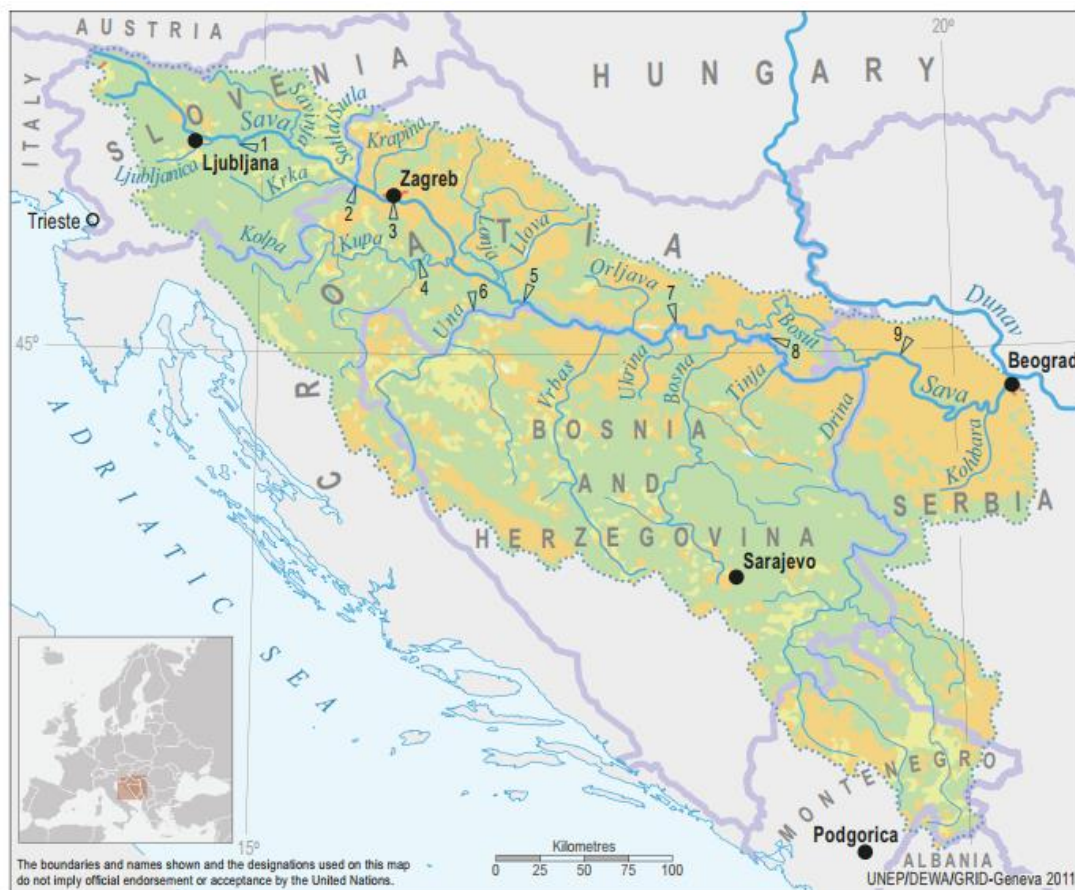 AUSTRIA
20°
HUNGARY
ITALY
SLOVENIA
Savinja
Sotla/Sutla
Sava
Krapina
1
Ljubljana
Ljubljanica
Krka
Zagreb
2
3
Trieste
Kolpa
Kupa
Lonja
Llova
CROATIA
4
5
6
Una
Orljava
7
Bosut
8
9
Dunav
45°
Beograd
Vrbas
Ukrina
Bosna
Tinja
Drina
Sava
Kolubara
BOSNIA
AND
HERZEGOVINA
SERBIA
Sarajevo
ADRIATIC SEA
MONTENEGRO
Podgorica
ALBANIA
15°
Kilometres
0 25 50 75 100
The boundaries and names shown and the designations used on this map
do not imply official endorsement or acceptance by the United Nations.
UNEP/DEWA/GRID-Geneva 2011